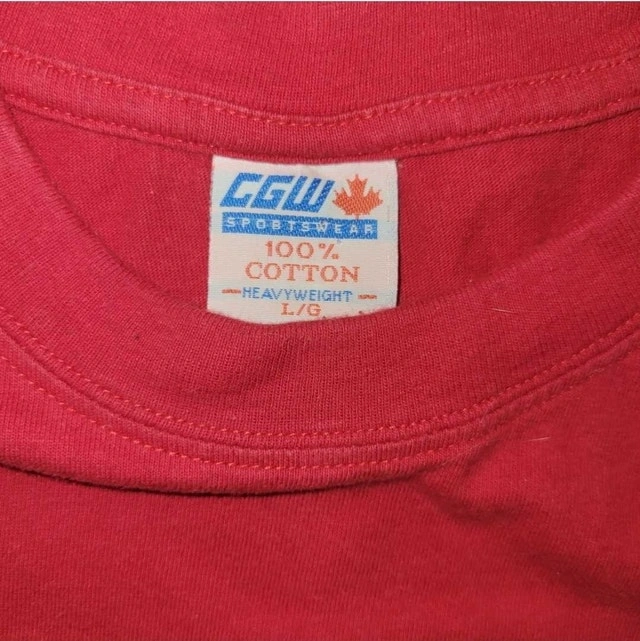 CGW
SPORTSWEAR
100%
COTTON
HEAVYWEIGHT
L/G